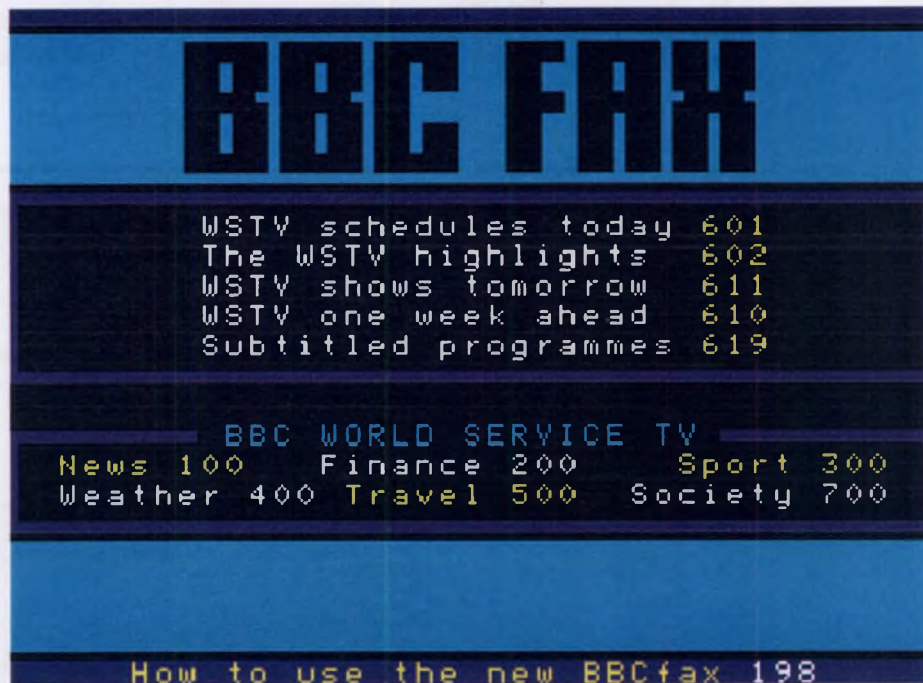 BBC FAX
WSTV schedules today 601
The WSTV highlights 602
WSTV shows tomorrow 611
WSTV one week ahead 610
Subtitled programmes 619
BBC WORLD SERVICE TV
News 100 Finance 200 Sport 300
Weather 400 Travel 500 Society 700
How to use the new BBCfax 198